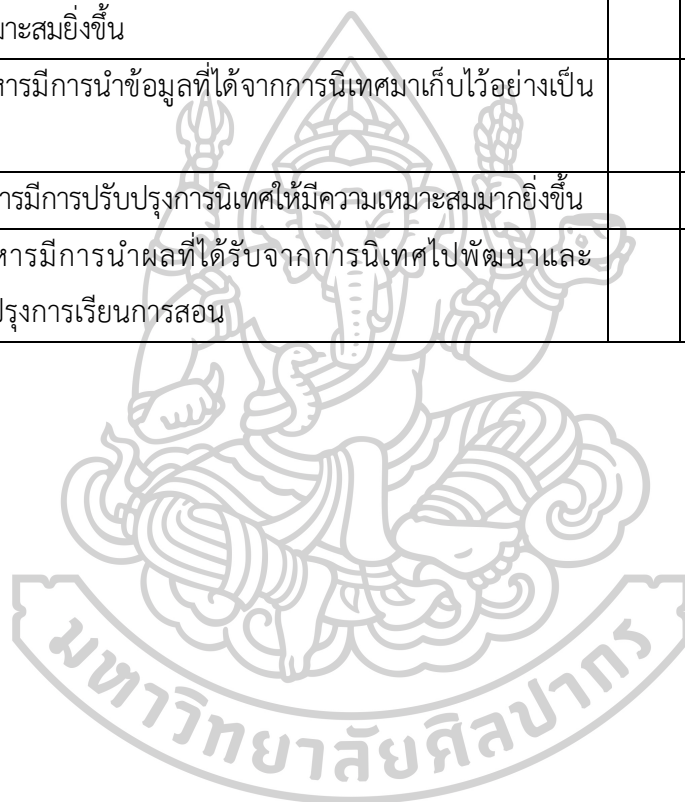 มาะสมยิ่งขึ้น
หารมีการนำข้อมูลที่ได้จากการนิเทศมาเก็บไว้อย่างเป็น
ารมีการปรับปรุงการนิเทศให้มีความเหมาะสมมากยิ่งขึ้น
หารมีการนำผลที่ได้รับจากการนิเทศไปพัฒนาและ
ปรุงการเรียนการสอน
มหาวิทยาลัยศิลปากร